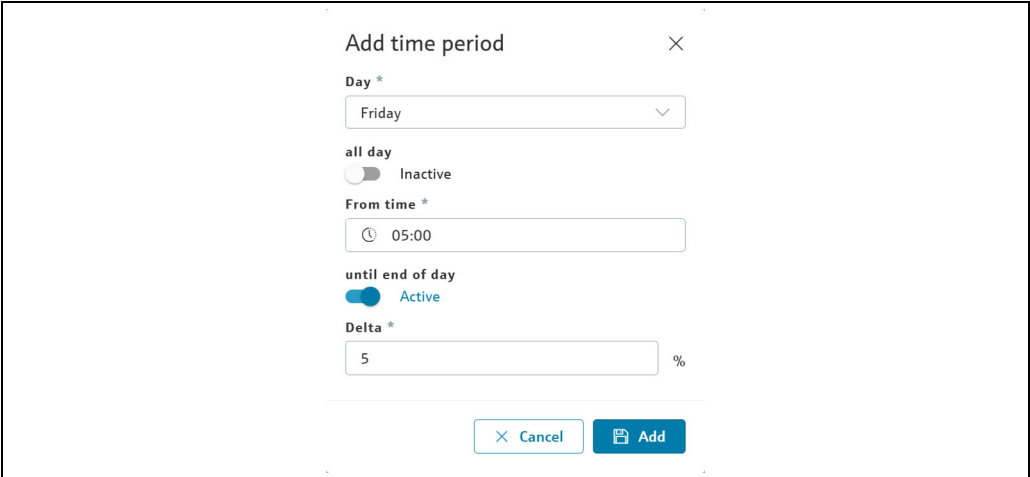 Add time period
Day *
Friday
all day
Inactive
From time *
05:00
until end of day
Active
Delta *
5
%
Cancel
Add